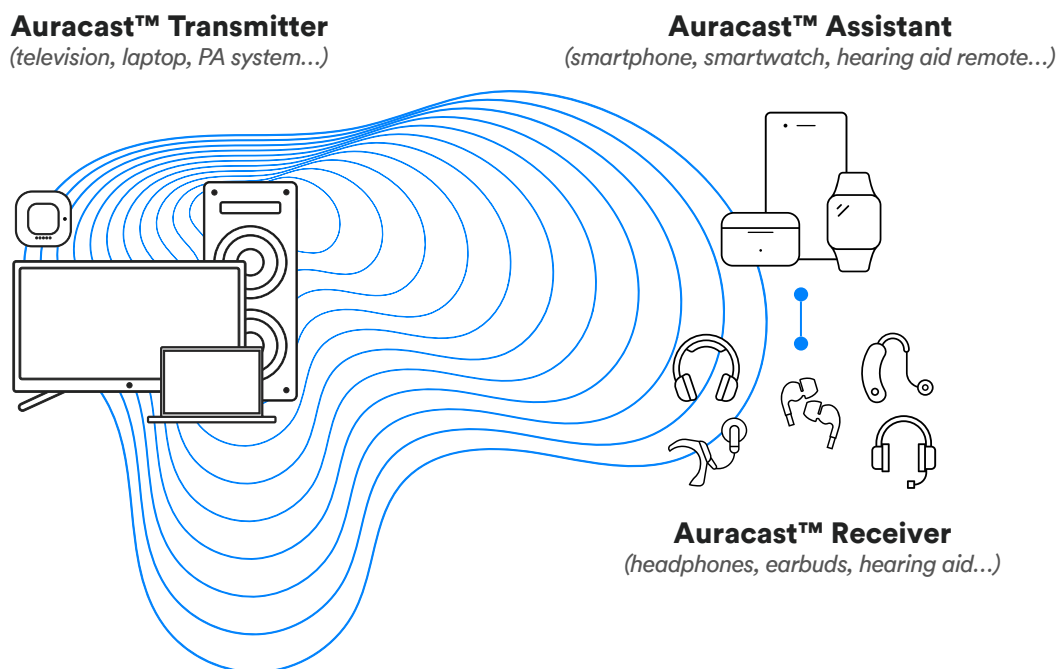 Auracast™ Transmitter
(television, laptop, PA system...)
Auracast™ Assistant
(smartphone, smartwatch, hearing aid remote...)
Auracast™ Receiver
(headphones, earbuds, hearing aid...)